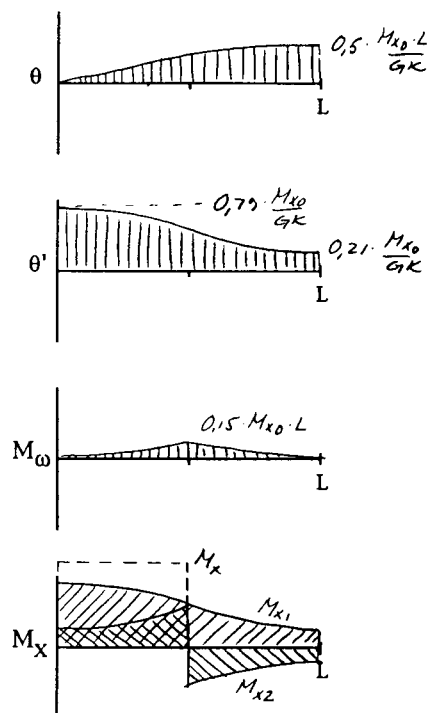 θ
0,5 · Mx₀ · L / GK
L
0,79 · Mx₀ / GK
θ'
0,21 · Mx₀ / GK
L
0,15 · Mx₀ · L
Mω
L
Mx
Mx1
Mx
L
Mx2